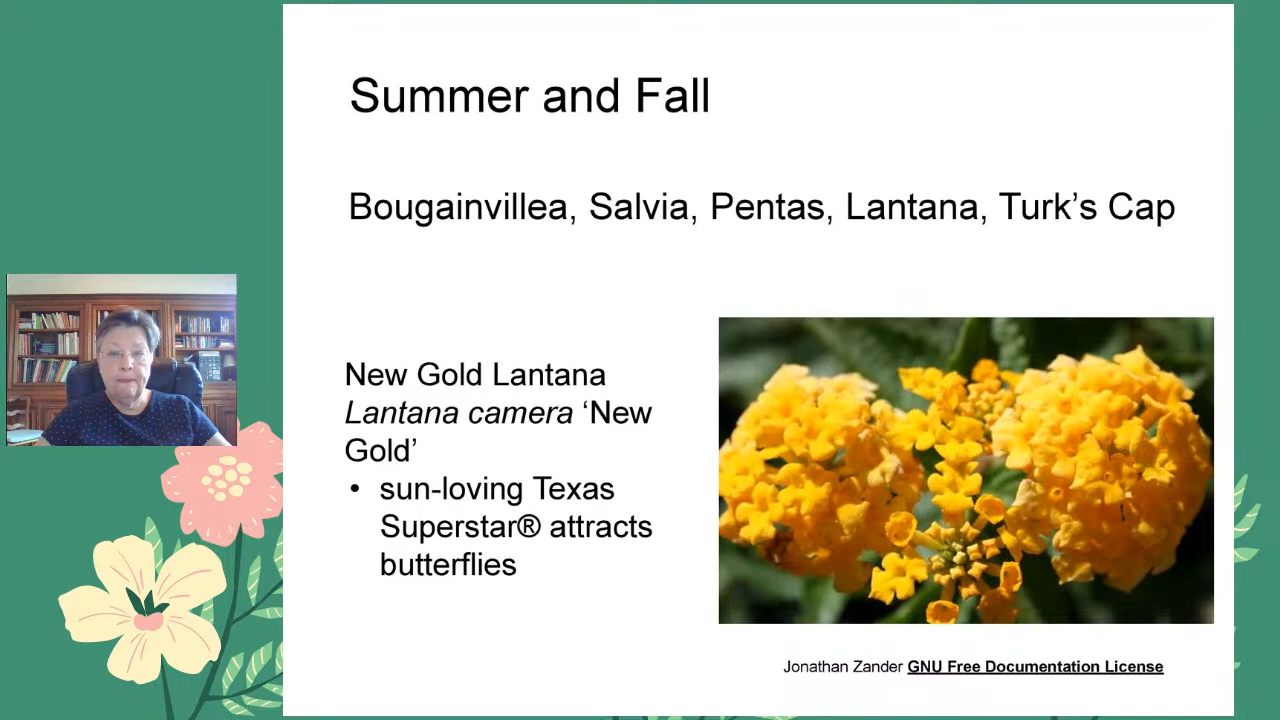 Summer and Fall
Bougainvillea, Salvia, Pentas, Lantana, Turk’s Cap
New Gold Lantana
Lantana camera ‘New
Gold’
• sun-loving Texas
Superstar® attracts
butterflies
Jonathan Zander GNU Free Documentation License